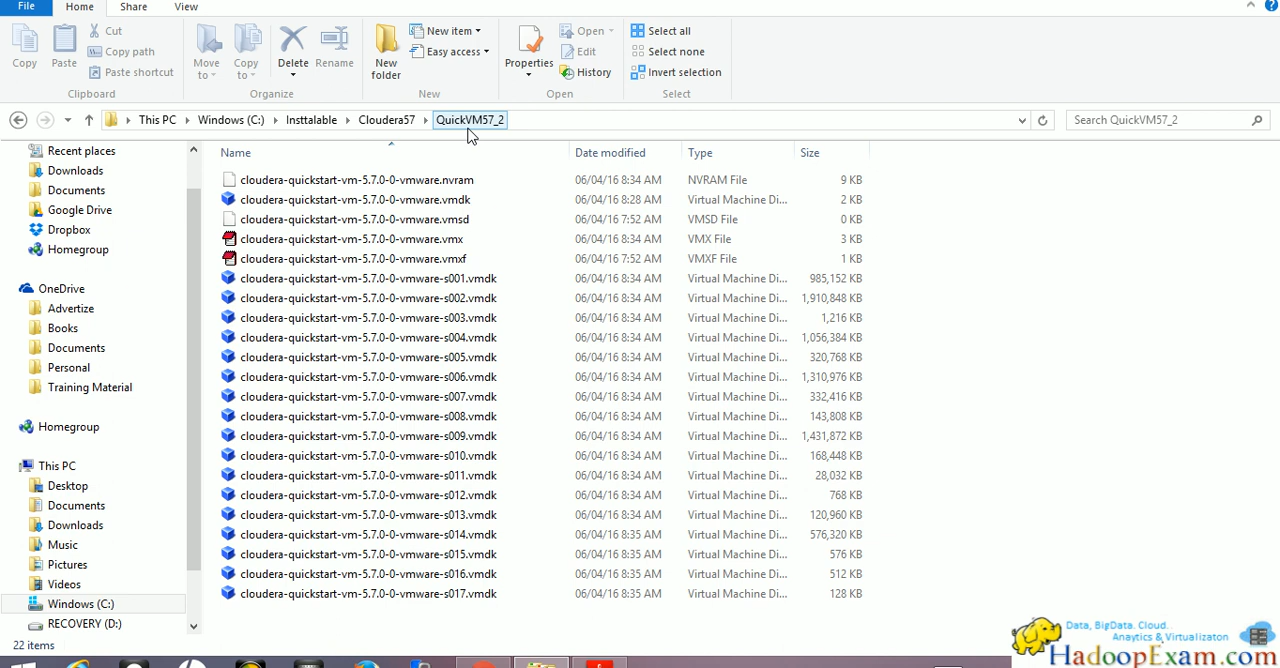 File Home Share View
Cut
Copy path
Paste shortcut
Copy Paste
Clipboard
Move to Copy to Delete Rename
Organize
New folder
New item
Easy access
New
Properties
Open
Edit
History
Open
Select all
Select none
Invert selection
Select
This PC Windows (C:) Insttalable Cloudera57 QuickVM57_2
Search QuickVM57_2
Recent places
Downloads
Documents
Google Drive
Dropbox
Homegroup
OneDrive
Advertize
Books
Documents
Personal
Training Material
Homegroup
This PC
Desktop
Documents
Downloads
Music
Pictures
Videos
Windows (C:)
RECOVERY (D:)
Name Date modified Type Size
cloudera-quickstart-vm-5.7.0-0-vmware.nvram 06/04/16 8:34 AM NVRAM File 9 KB
cloudera-quickstart-vm-5.7.0-0-vmware.vmdk 06/04/16 8:28 AM Virtual Machine Di... 2 KB
cloudera-quickstart-vm-5.7.0-0-vmware.vmsd 06/04/16 7:52 AM VMSD File 0 KB
cloudera-quickstart-vm-5.7.0-0-vmware.vmx 06/04/16 8:34 AM VMX File 3 KB
cloudera-quickstart-vm-5.7.0-0-vmware.vmxf 06/04/16 7:52 AM VMXF File 1 KB
cloudera-quickstart-vm-5.7.0-0-vmware-s001.vmdk 06/04/16 8:34 AM Virtual Machine Di... 985,152 KB
cloudera-quickstart-vm-5.7.0-0-vmware-s002.vmdk 06/04/16 8:34 AM Virtual Machine Di... 1,910,848 KB
cloudera-quickstart-vm-5.7.0-0-vmware-s003.vmdk 06/04/16 8:34 AM Virtual Machine Di... 1,216 KB
cloudera-quickstart-vm-5.7.0-0-vmware-s004.vmdk 06/04/16 8:34 AM Virtual Machine Di... 1,056,384 KB
cloudera-quickstart-vm-5.7.0-0-vmware-s005.vmdk 06/04/16 8:34 AM Virtual Machine Di... 320,768 KB
cloudera-quickstart-vm-5.7.0-0-vmware-s006.vmdk 06/04/16 8:34 AM Virtual Machine Di... 1,310,976 KB
cloudera-quickstart-vm-5.7.0-0-vmware-s007.vmdk 06/04/16 8:34 AM Virtual Machine Di... 332,416 KB
cloudera-quickstart-vm-5.7.0-0-vmware-s008.vmdk 06/04/16 8:34 AM Virtual Machine Di... 143,808 KB
cloudera-quickstart-vm-5.7.0-0-vmware-s009.vmdk 06/04/16 8:34 AM Virtual Machine Di... 1,431,872 KB
cloudera-quickstart-vm-5.7.0-0-vmware-s010.vmdk 06/04/16 8:34 AM Virtual Machine Di... 168,448 KB
cloudera-quickstart-vm-5.7.0-0-vmware-s011.vmdk 06/04/16 8:34 AM Virtual Machine Di... 28,032 KB
cloudera-quickstart-vm-5.7.0-0-vmware-s012.vmdk 06/04/16 8:34 AM Virtual Machine Di... 768 KB
cloudera-quickstart-vm-5.7.0-0-vmware-s013.vmdk 06/04/16 8:34 AM Virtual Machine Di... 120,960 KB
cloudera-quickstart-vm-5.7.0-0-vmware-s014.vmdk 06/04/16 8:35 AM Virtual Machine Di... 576,320 KB
cloudera-quickstart-vm-5.7.0-0-vmware-s015.vmdk 06/04/16 8:35 AM Virtual Machine Di... 576 KB
cloudera-quickstart-vm-5.7.0-0-vmware-s016.vmdk 06/04/16 8:35 AM Virtual Machine Di... 512 KB
cloudera-quickstart-vm-5.7.0-0-vmware-s017.vmdk 06/04/16 8:35 AM Virtual Machine Di... 128 KB
22 items
Data, BigData. Cloud.
Anaytics & Virtualizaton
HadoopExam.com